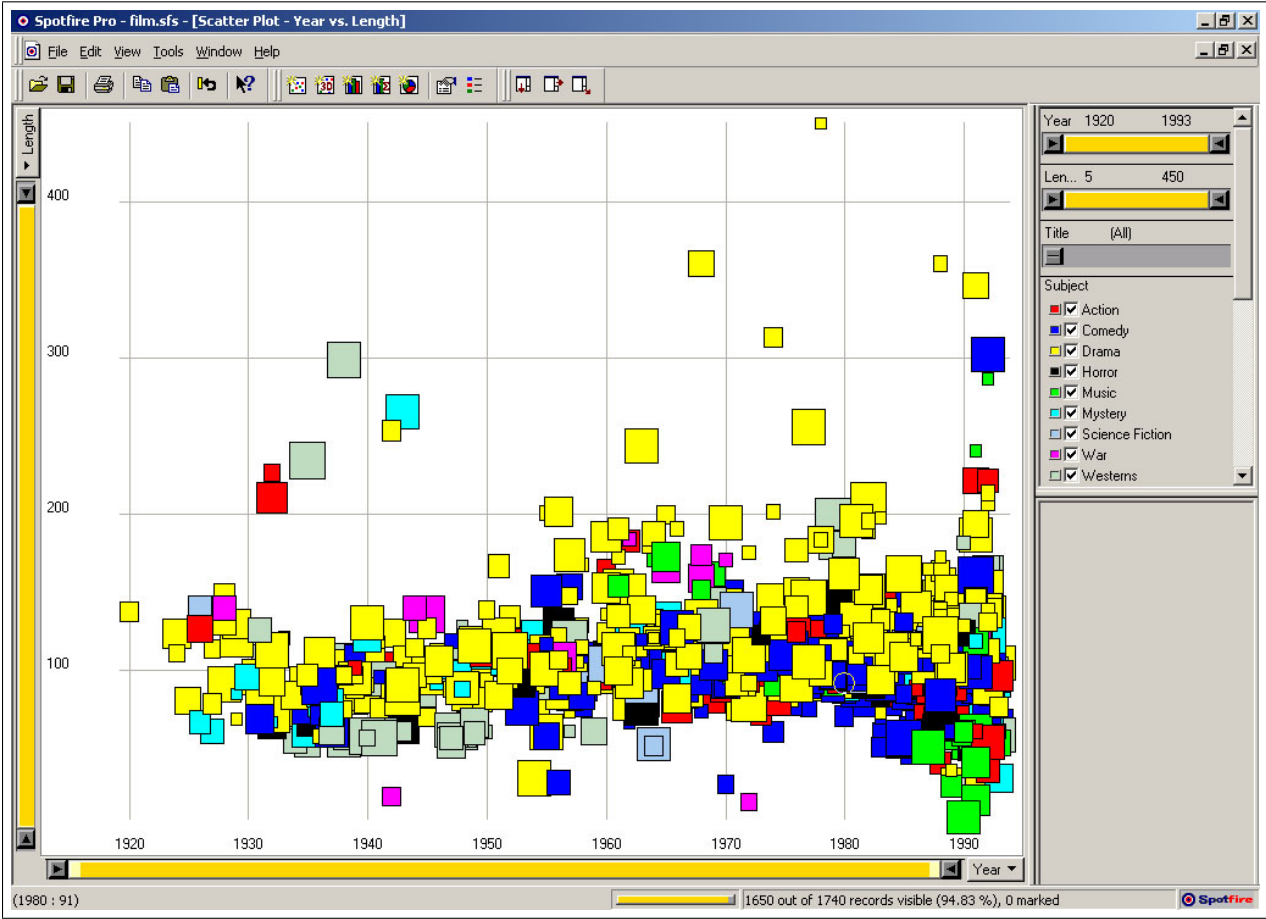 Spotfire Pro - film.sfs - [Scatter Plot - Year vs. Length]
File Edit View Tools Window Help
Length
400
300
200
100
1920 1930 1940 1950 1960 1970 1980 1990
Year
Year 1920 1993
Len... 5 450
Title (All)
Subject
Action
Comedy
Drama
Horror
Music
Mystery
Science Fiction
War
Westerns
(1980 : 91)
1650 out of 1740 records visible (94.83 %), 0 marked
Spotfire